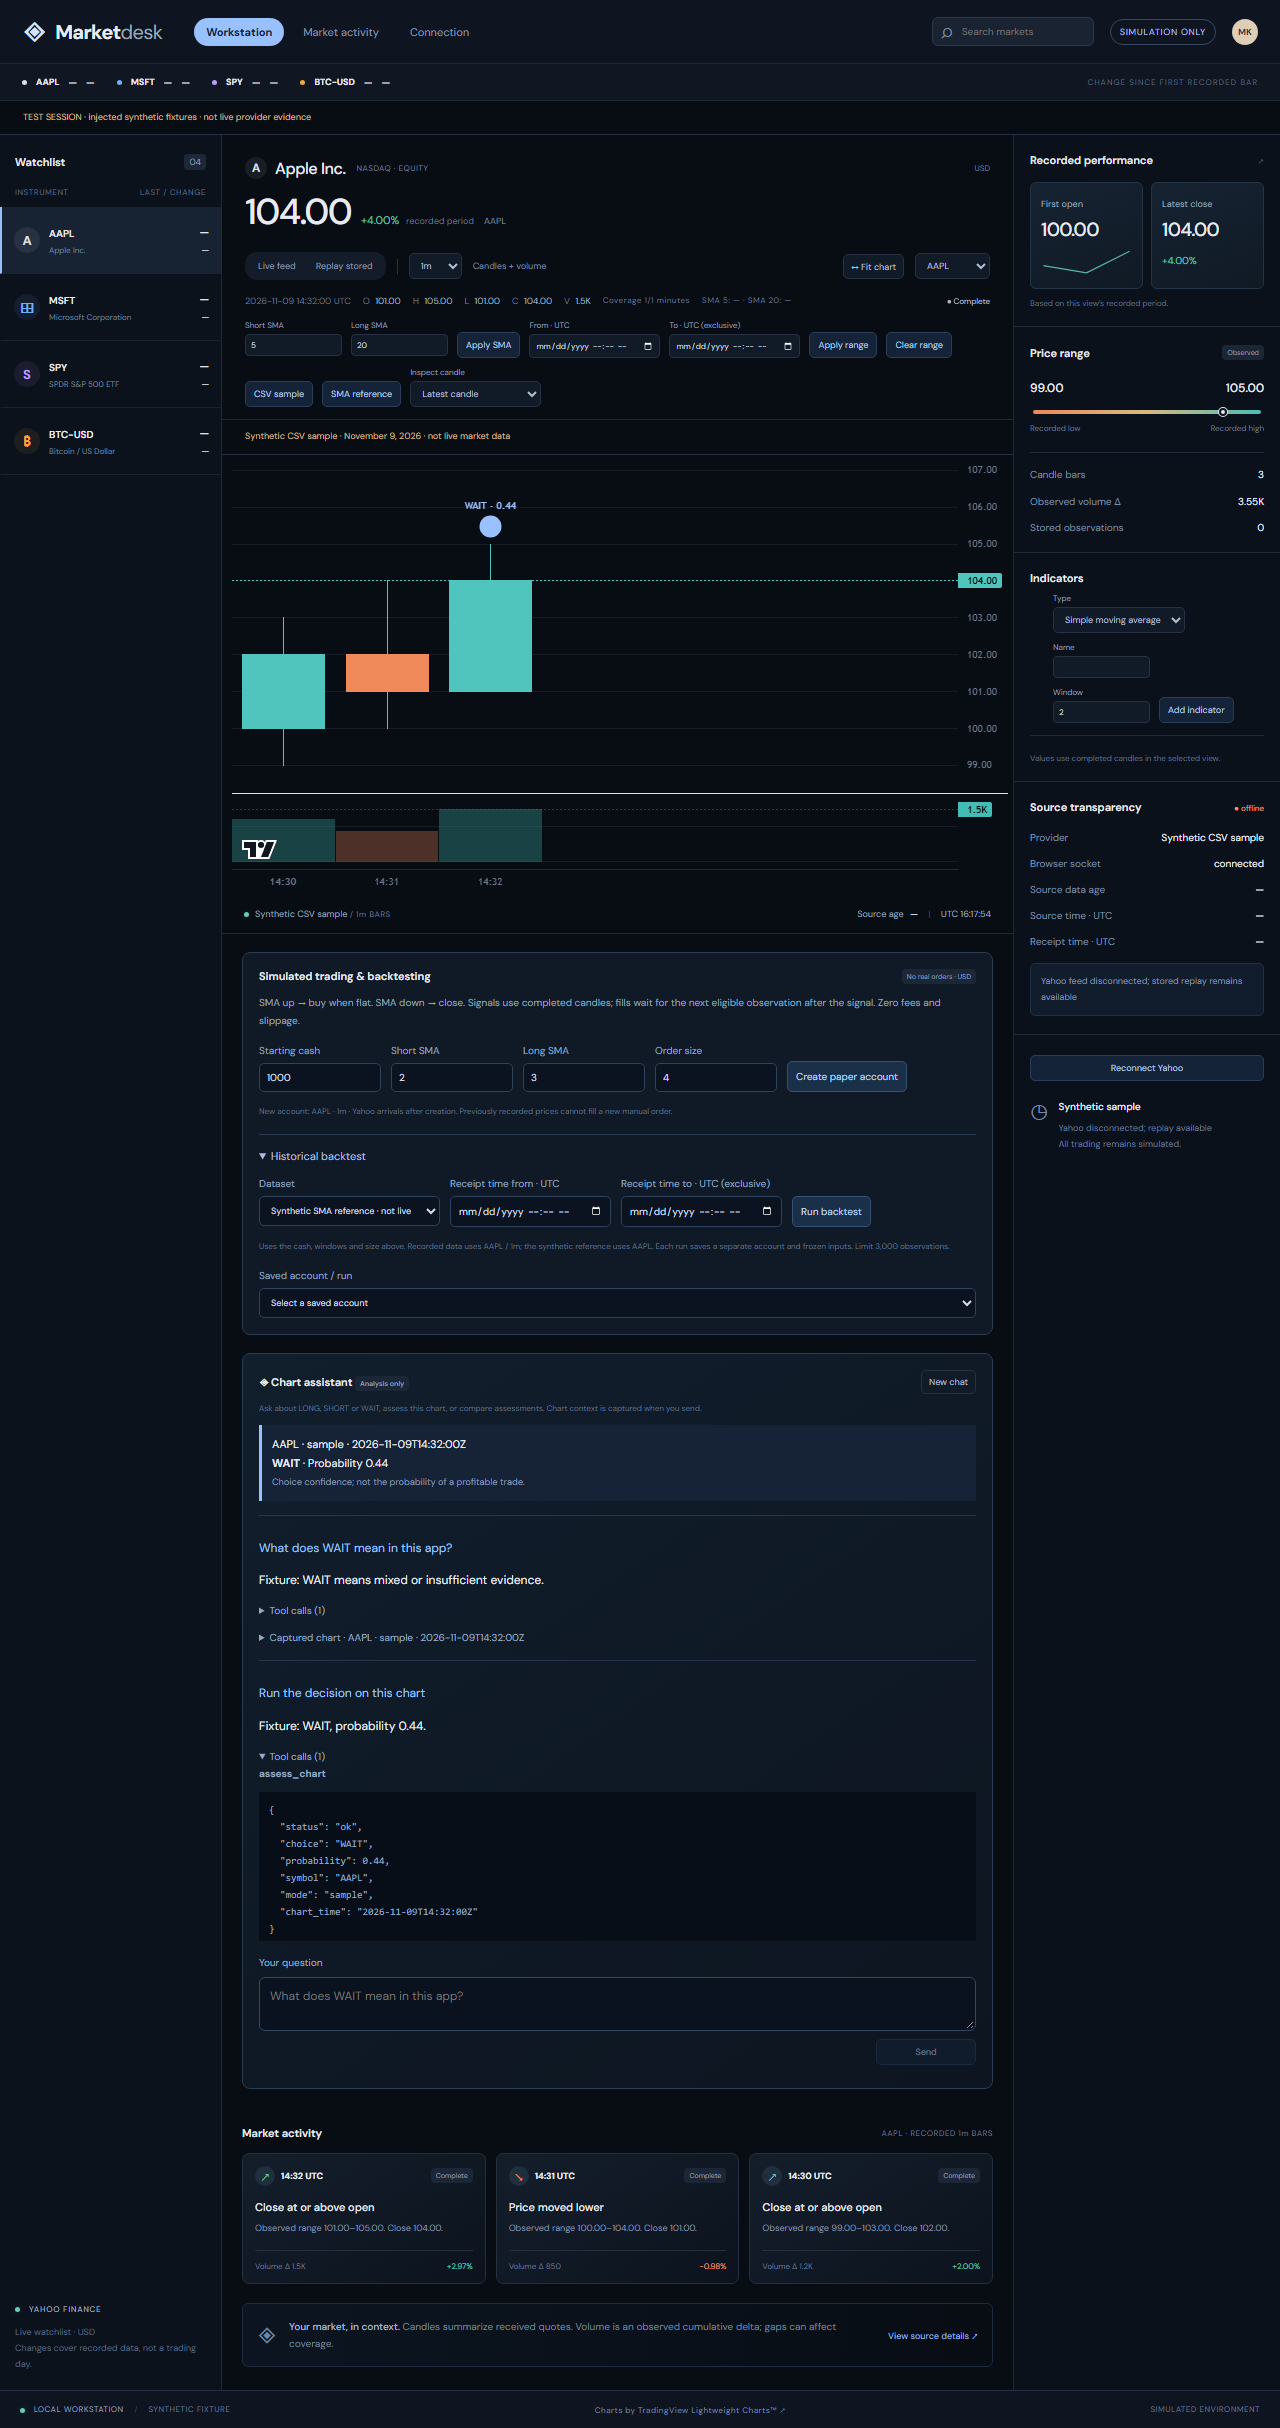 Marketdesk
Workstation
Market activity
Connection
Search markets
SIMULATION ONLY
MK
AAPL — —
MSFT — —
SPY — —
BTC-USD — —
CHANGE SINCE FIRST RECORDED BAR
TEST SESSION · injected synthetic fixtures · not live provider evidence
Watchlist
04
INSTRUMENT
LAST / CHANGE
A
AAPL —
Apple Inc. —
MSFT —
Microsoft Corporation —
S
SPY —
SPDR S&P 500 ETF —
₿
BTC-USD —
Bitcoin / US Dollar —
YAHOO FINANCE
Live watchlist · USD
Changes cover recorded data, not a trading
day.
A
Apple Inc.
NASDAQ · EQUITY
USD
104.00 +4.00% recorded period AAPL
Live feed
Replay stored
1m
Candles + volume
↔ Fit chart
AAPL
2026-11-09 14:32:00 UTC O 101.00 H 105.00 L 101.00 C 104.00 V 1.5K Coverage 1/1 minutes SMA 5: — · SMA 20: —
● Complete
Short SMA
5
Long SMA
20
Apply SMA
From · UTC
mm/dd/yyyy --:-- --
To · UTC (exclusive)
mm/dd/yyyy --:-- --
Apply range
Clear range
CSV sample
SMA reference
Inspect candle
Latest candle
Synthetic CSV sample · November 9, 2026 · not live market data
107.00
WAIT · 0.44
106.00
105.00
104.00
103.00
102.00
101.00
100.00
99.00
1.5K
14:30
14:31
14:32
Synthetic CSV sample / 1m BARS
Source age — | UTC 16:17:54
Simulated trading & backtesting
No real orders · USD
SMA up → buy when flat. SMA down → close. Signals use completed candles; fills wait for the next eligible observation after the signal. Zero fees and
slippage.
Starting cash
1000
Short SMA
2
Long SMA
3
Order size
4
Create paper account
New account: AAPL · 1m · Yahoo arrivals after creation. Previously recorded prices cannot fill a new manual order.
▼ Historical backtest
Dataset
Synthetic SMA reference · not live
Receipt time from · UTC
mm/dd/yyyy --:-- --
Receipt time to · UTC (exclusive)
mm/dd/yyyy --:-- --
Run backtest
Uses the cash, windows and size above. Recorded data uses AAPL / 1m; the synthetic reference uses AAPL. Each run saves a separate account and frozen inputs. Limit 3,000 observations.
Saved account / run
Select a saved account
◈ Chart assistant
Analysis only
New chat
Ask about LONG, SHORT or WAIT, assess this chart, or compare assessments. Chart context is captured when you send.
AAPL · sample · 2026-11-09T14:32:00Z
WAIT · Probability 0.44
Choice confidence; not the probability of a profitable trade.
What does WAIT mean in this app?
Fixture: WAIT means mixed or insufficient evidence.
▶ Tool calls (1)
▶ Captured chart · AAPL · sample · 2026-11-09T14:32:00Z
Run the decision on this chart
Fixture: WAIT, probability 0.44.
▼ Tool calls (1)
assess_chart
{
"status": "ok",
"choice": "WAIT",
"probability": 0.44,
"symbol": "AAPL",
"mode": "sample",
"chart_time": "2026-11-09T14:32:00Z"
}
Your question
What does WAIT mean in this app?
Send
Market activity
AAPL · RECORDED 1m BARS
↗ 14:32 UTC
Complete
Close at or above open
Observed range 101.00–105.00. Close 104.00.
Volume Δ 1.5K
+2.97%
↘ 14:31 UTC
Complete
Price moved lower
Observed range 100.00–104.00. Close 101.00.
Volume Δ 850
-0.98%
↗ 14:30 UTC
Complete
Close at or above open
Observed range 99.00–103.00. Close 102.00.
Volume Δ 1.2K
+2.00%
Your market, in context. Candles summarize received quotes. Volume is an observed cumulative delta; gaps can affect
coverage.
View source details ↗
Recorded performance
↗
First open
100.00
Latest close
104.00
+4.00%
Based on this view's recorded period.
Price range
Observed
99.00
105.00
Recorded low
Recorded high
Candle bars 3
Observed volume Δ 3.55K
Stored observations 0
Indicators
Type
Simple moving average
Name
Window
2
Add indicator
Values use completed candles in the selected view.
Source transparency
● offline
Provider Synthetic CSV sample
Browser socket connected
Source data age —
Source time · UTC —
Receipt time · UTC —
Yahoo feed disconnected; stored replay remains
available
Reconnect Yahoo
Synthetic sample
Yahoo disconnected; replay available
All trading remains simulated.
LOCAL WORKSTATION / SYNTHETIC FIXTURE
Charts by TradingView Lightweight Charts™ ↗
SIMULATED ENVIRONMENT